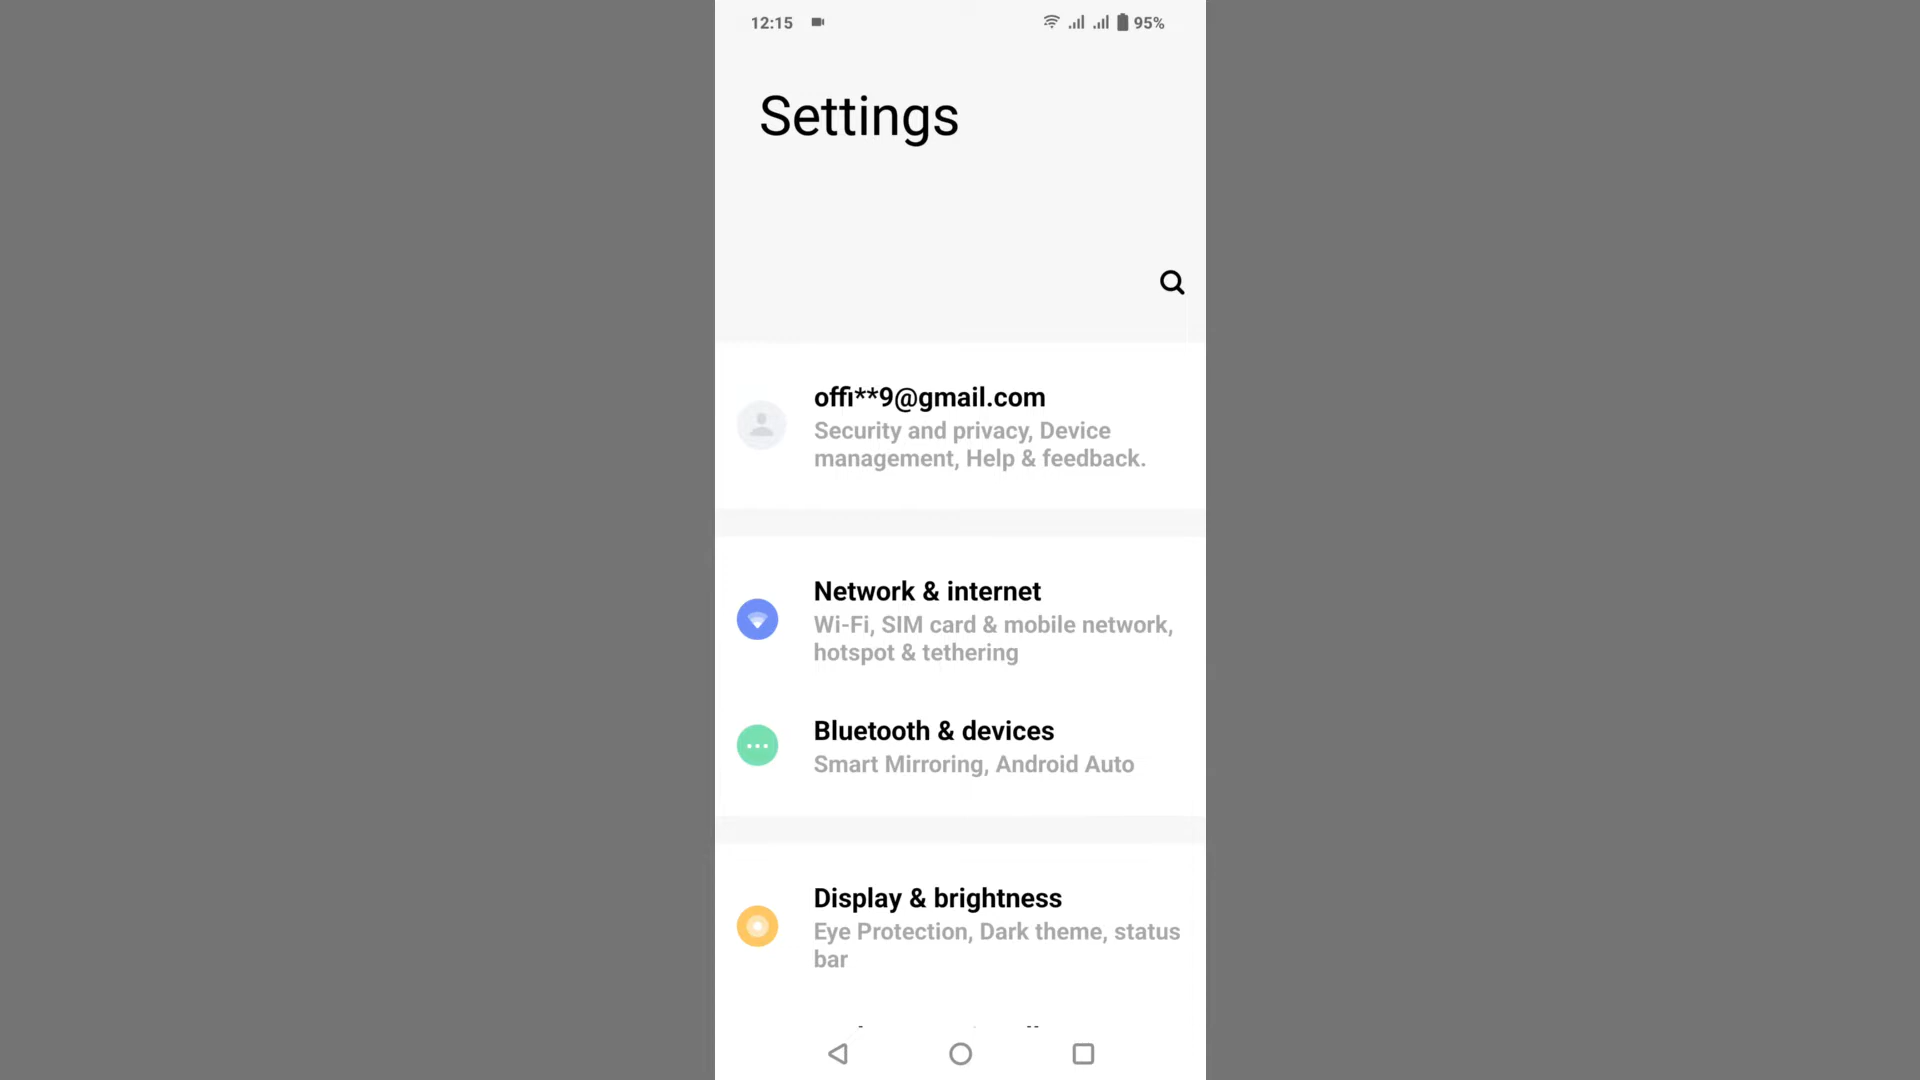 12:15
95%
Settings
offi**9@gmail.com
Security and privacy, Device
management, Help & feedback.
Network & internet
Wi-Fi, SIM card & mobile network,
hotspot & tethering
Bluetooth & devices
Smart Mirroring, Android Auto
Display & brightness
Eye Protection, Dark theme, status
bar